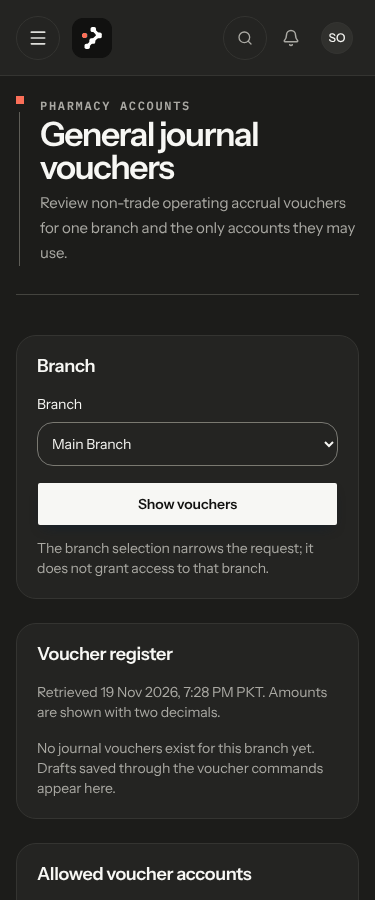 SO
PHARMACY ACCOUNTS
General journal
vouchers
Review non-trade operating accrual vouchers
for one branch and the only accounts they may
use.
Branch
Branch
Main Branch
Show vouchers
The branch selection narrows the request; it
does not grant access to that branch.
Voucher register
Retrieved 19 Nov 2026, 7:28 PM PKT. Amounts
are shown with two decimals.
No journal vouchers exist for this branch yet.
Drafts saved through the voucher commands
appear here.
Allowed voucher accounts